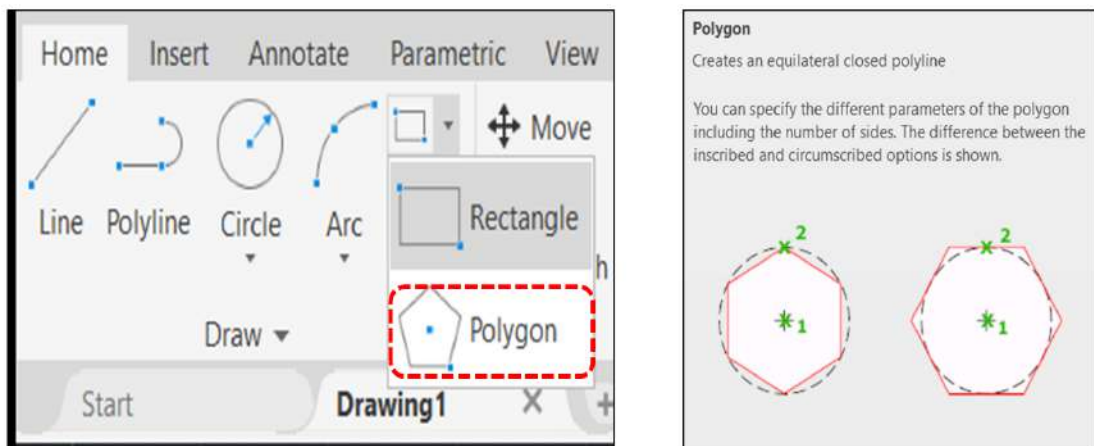 Home Insert Annotate Parametric View
Move
Line Polyline Circle Arc
Rectangle
h
Polygon
Draw
Start Drawing1 X +
Polygon
Creates an equilateral closed polyline
You can specify the different parameters of the polygon
including the number of sides. The difference between the
inscribed and circumscribed options is shown.
2 2
1 1